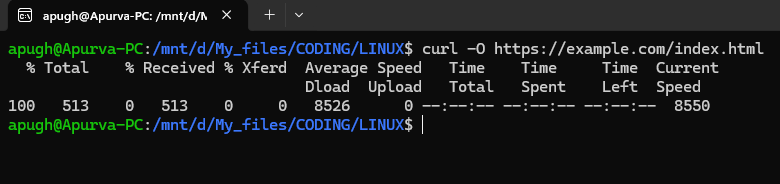 apugh@Apurva-PC: /mnt/d/M
apugh@Apurva-PC:/mnt/d/My_files/CODING/LINUX$ curl -O https://example.com/index.html
  % Total    % Received % Xferd  Average Speed   Time    Time     Time  Current
                                 Dload  Upload   Total   Spent    Left  Speed
100   513    0   513    0     0   8526      0 --:--:-- --:--:-- --:--:--  8550
apugh@Apurva-PC:/mnt/d/My_files/CODING/LINUX$